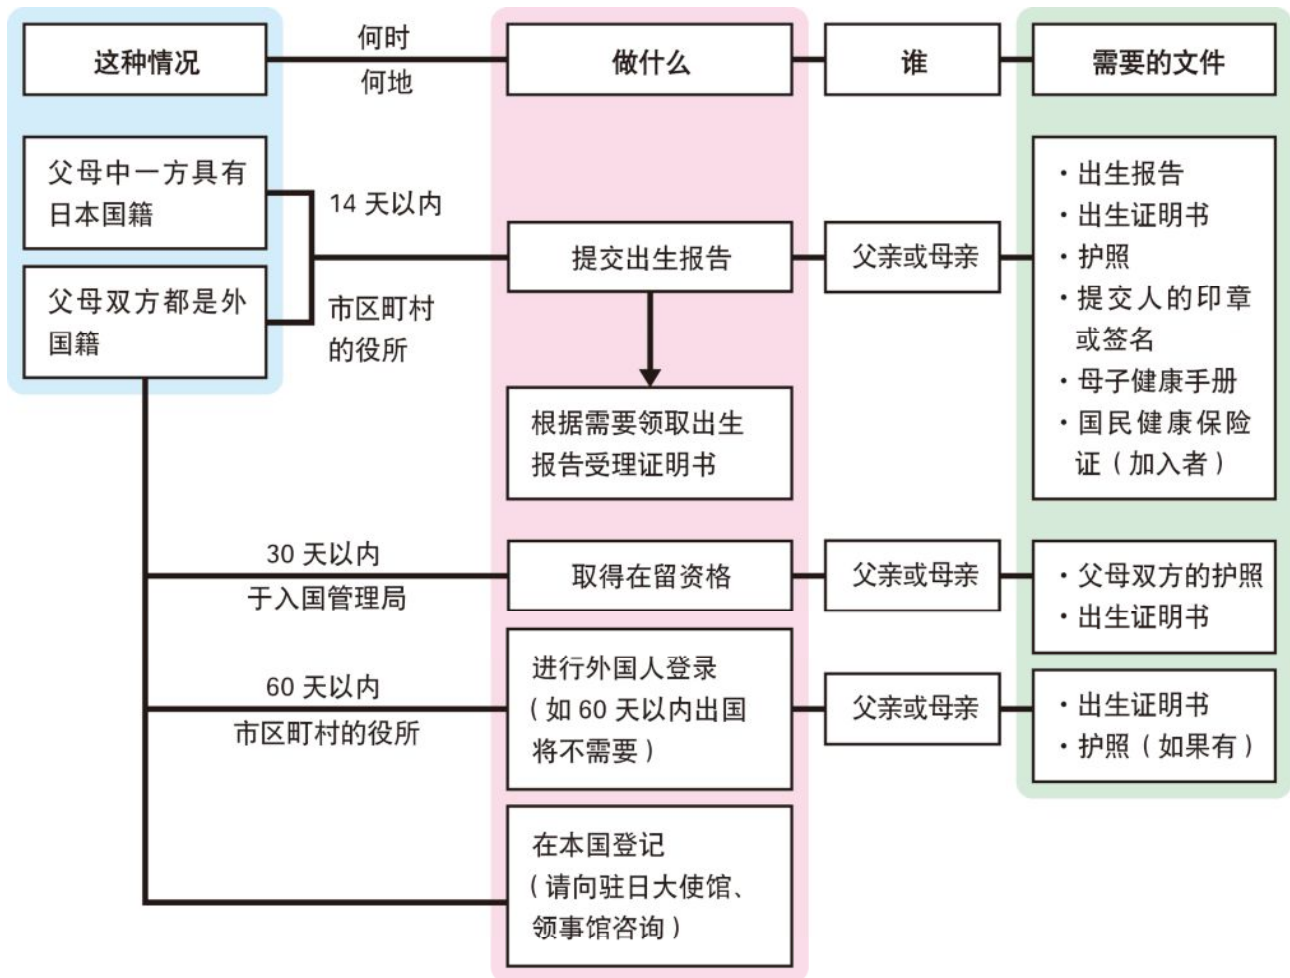 这种情况
何时
何地
做什么
谁
需要的文件
父母中一方具有
日本国籍
父母双方都是外
国籍
14 天以内
市区町村
的役所
提交出生报告
父亲或母亲
・出生报告
・出生证明书
・护照
・提交人的印章
或签名
・母子健康手册
・国民健康保险
证（加入者）
根据需要领取出生
报告受理证明书
30 天以内
于入国管理局
取得在留资格
父亲或母亲
・父母双方的护照
・出生证明书
60 天以内
市区町村的役所
进行外国人登录
（如 60 天以内出国
将不需要）
父亲或母亲
・出生证明书
・护照（如果有）
在本国登记
（请向驻日大使馆、
领事馆咨询）